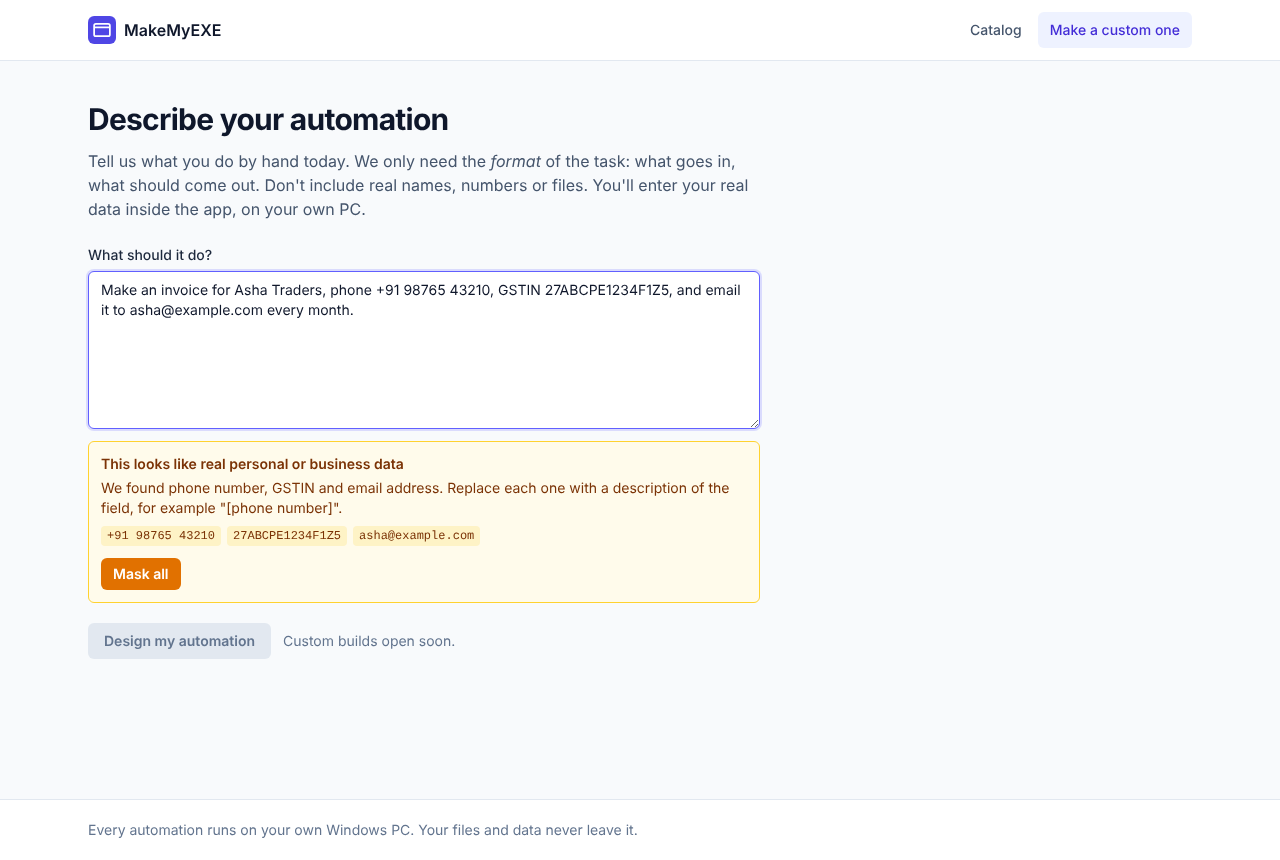 MakeMyEXE
Catalog
Make a custom one
Describe your automation
Tell us what you do by hand today. We only need the format of the task: what goes in,
what should come out. Don't include real names, numbers or files. You'll enter your real
data inside the app, on your own PC.
What should it do?
Make an invoice for Asha Traders, phone +91 98765 43210, GSTIN 27ABCPE1234F1Z5, and email
it to asha@example.com every month.
This looks like real personal or business data
We found phone number, GSTIN and email address. Replace each one with a description of the
field, for example "[phone number]".
+91 98765 43210 27ABCPE1234F1Z5 asha@example.com
Mask all
Design my automation
Custom builds open soon.
Every automation runs on your own Windows PC. Your files and data never leave it.